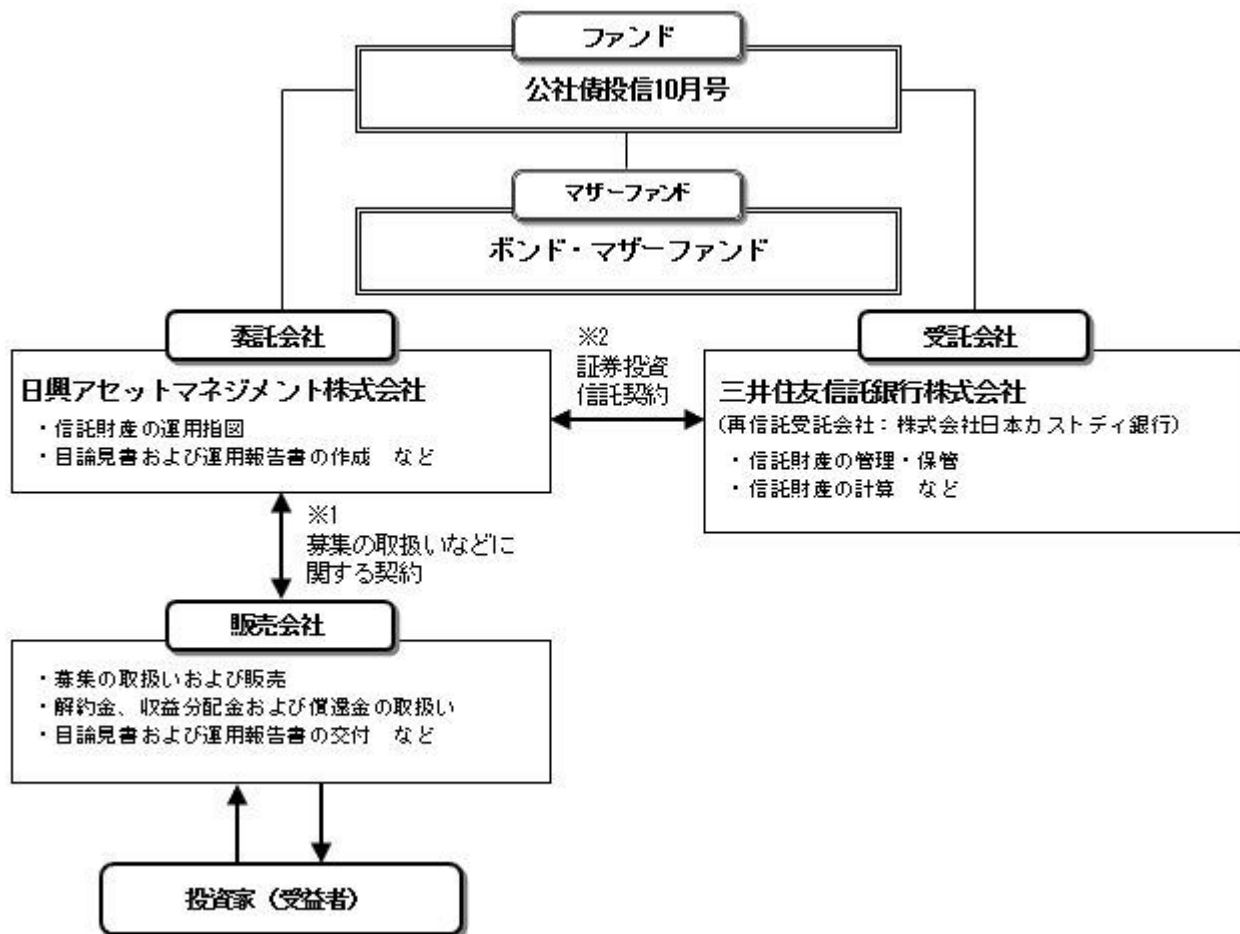 ファンド
公社債投信10月号
マザーファンド
ボンド・マザーファンド
委託会社
日興アセットマネジメント株式会社
・信託財産の運用指図
・目論見書および運用報告書の作成　など
※2
証券投資
信託契約
受託会社
三井住友信託銀行株式会社
(再信託受託会社：株式会社日本カストディ銀行)
・信託財産の管理・保管
・信託財産の計算　など
※1
募集の取扱いなどに
関する契約
販売会社
・募集の取扱いおよび販売
・解約金、収益分配金および償還金の取扱い
・目論見書および運用報告書の交付　など
投資家（受益者）